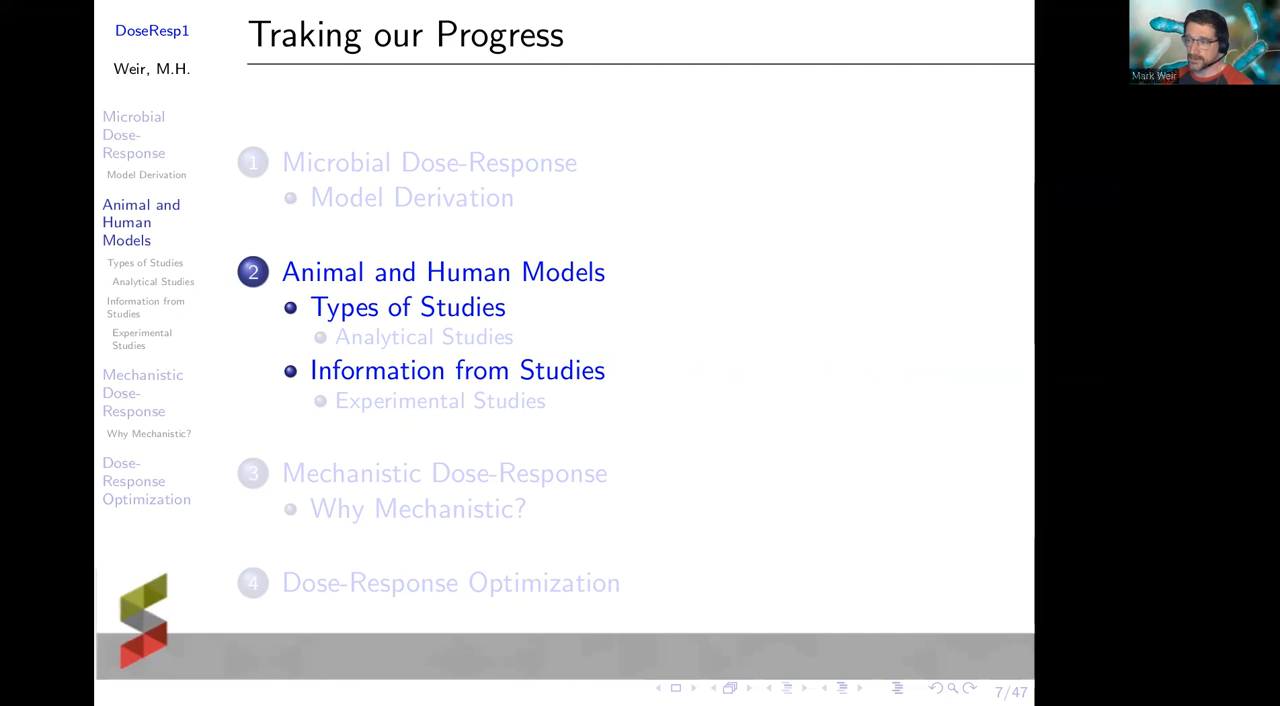 DoseResp1
Weir, M.H.
Microbial
Dose-
Response
Model Derivation
Animal and
Human
Models
Types of Studies
Analytical Studies
Information from
Studies
Experimental
Studies
Mechanistic
Dose-
Response
Why Mechanistic?
Dose-
Response
Optimization
Traking our Progress
1 Microbial Dose-Response
Model Derivation
2 Animal and Human Models
Types of Studies
Analytical Studies
Information from Studies
Experimental Studies
3 Mechanistic Dose-Response
Why Mechanistic?
4 Dose-Response Optimization
7/47
Mark Weir